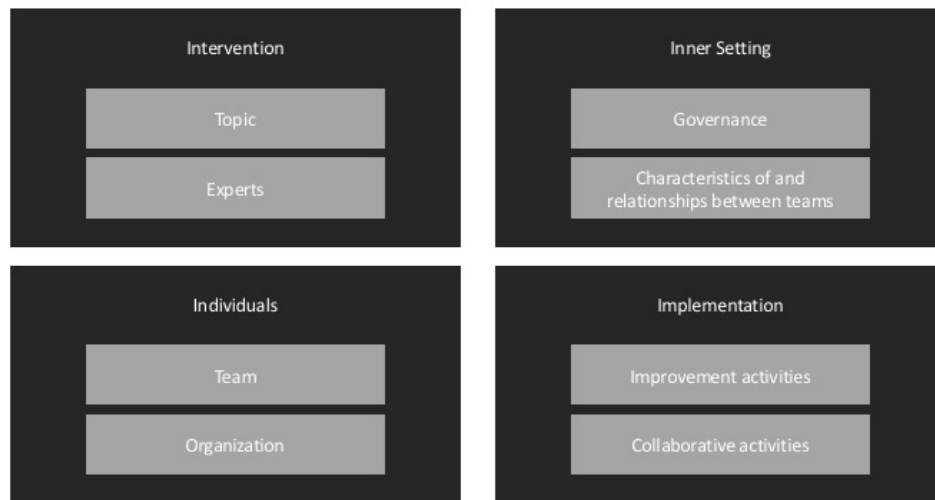 Intervention
Topic
Experts
Inner Setting
Governance
Characteristics of and
relationships between teams
Individuals
Team
Organization
Implementation
Improvement activities
Collaborative activities